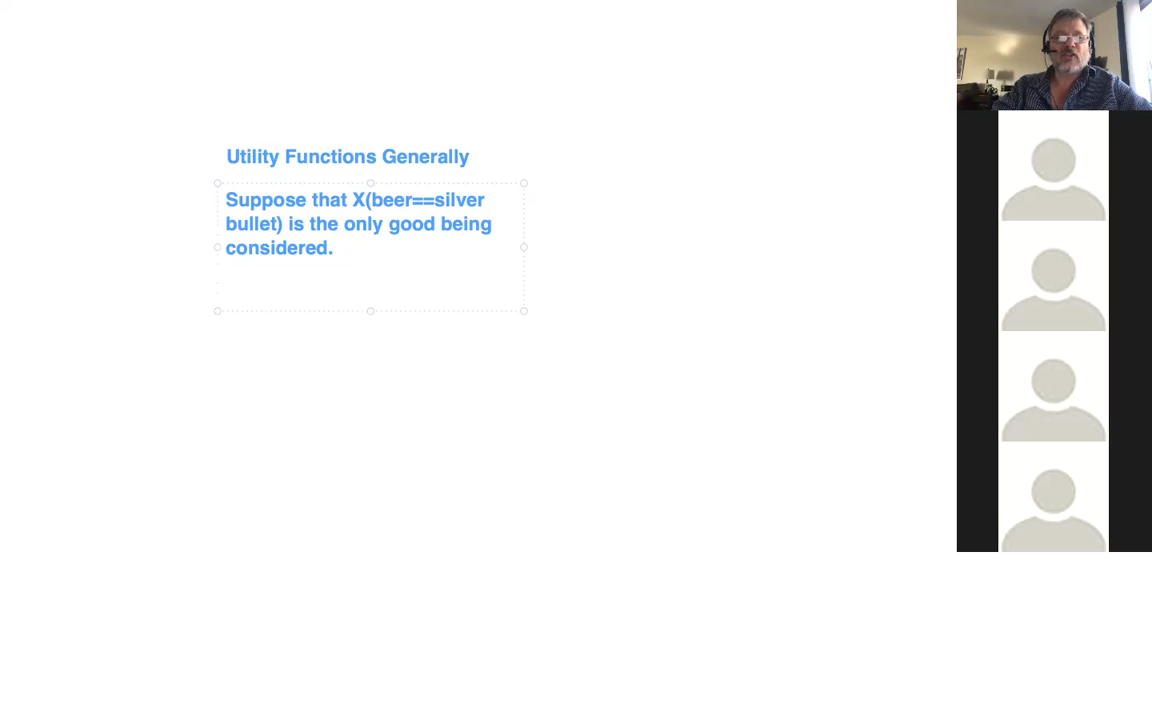 Utility Functions Generally
Suppose that X(beer==silver
bullet) is the only good being
considered.